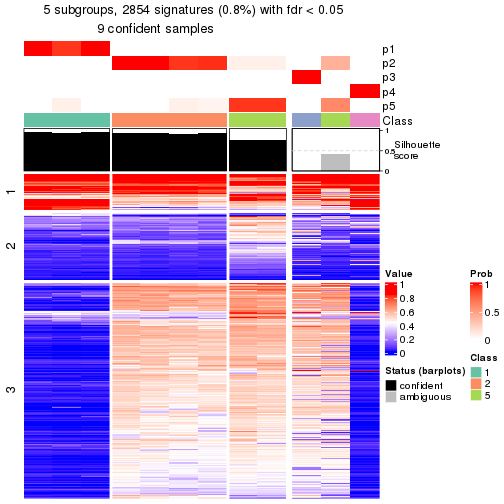 5 subgroups, 2854 signatures (0.8%) with fdr < 0.05
9 confident samples
p1
p2
p3
p4
p5
Class
1
0.5
0
Silhouette
score
1
2
3
Value
1
0.8
0.6
0.4
0.2
0
Prob
1
0.5
0
Status (barplots)
confident
ambiguous
Class
1
2
5